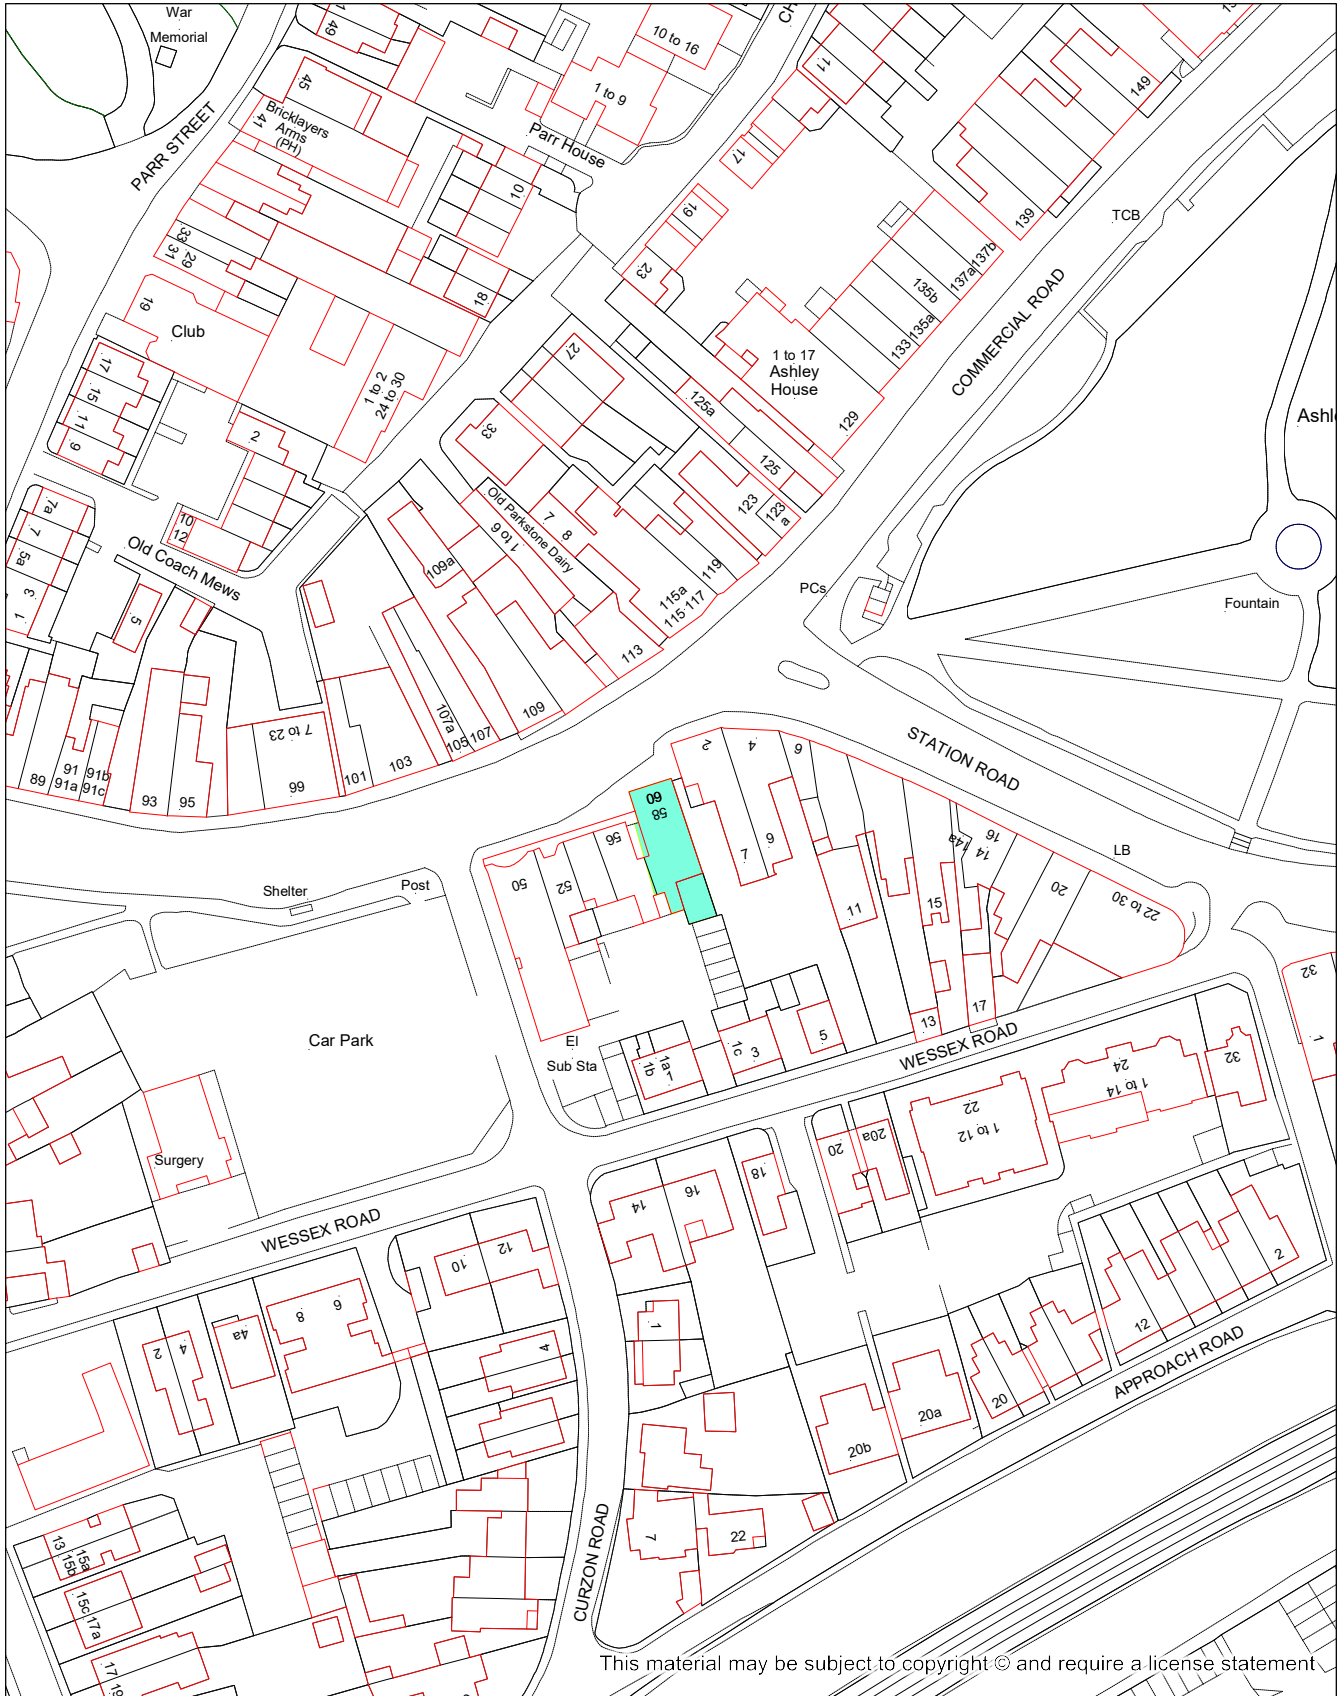 War
Memorial
49
10 to 16
CH
11
149
45
1 to 9
Bricklayers
Arms
(PH)
41
Parr House
PARR STREET
17
10
19
139
TCB
33
31
29
23
137b
137a
135b
135a
133
18
19
Club
COMMERCIAL ROAD
27
1 to 17
Ashley
House
1 to 2
24 to 30
17
15
11
9
125a
129
Ashl
2
33
125
123
123
a
7a
7
5a
3
1
10
12
Old Coach Mews
Old Parkstone Dairy
1 to 6
7
8
109a
119
115a
115
117
PCs
Fountain
5
113
7 to 23
107a
109
107
105
103
101
99
95
93
91b
91c
91
91a
89
2
4
6
STATION ROAD
60
58
56
52
50
7
9
11
15
14a
14
16
20
22 to 30
LB
Shelter
Post
Car Park
El
Sub Sta
1b
1a
1
1c
3
5
13
17
WESSEX ROAD
32
1
32
24
1 to 14
22
1 to 12
20
20a
18
16
14
Surgery
WESSEX ROAD
12
10
2
12
1
4
6
8
4a
4
2
APPROACH ROAD
20
20a
20b
CURZON ROAD
7
22
13
15b
15a
15c
17a
17
19
This material may be subject to copyright © and require a license statement